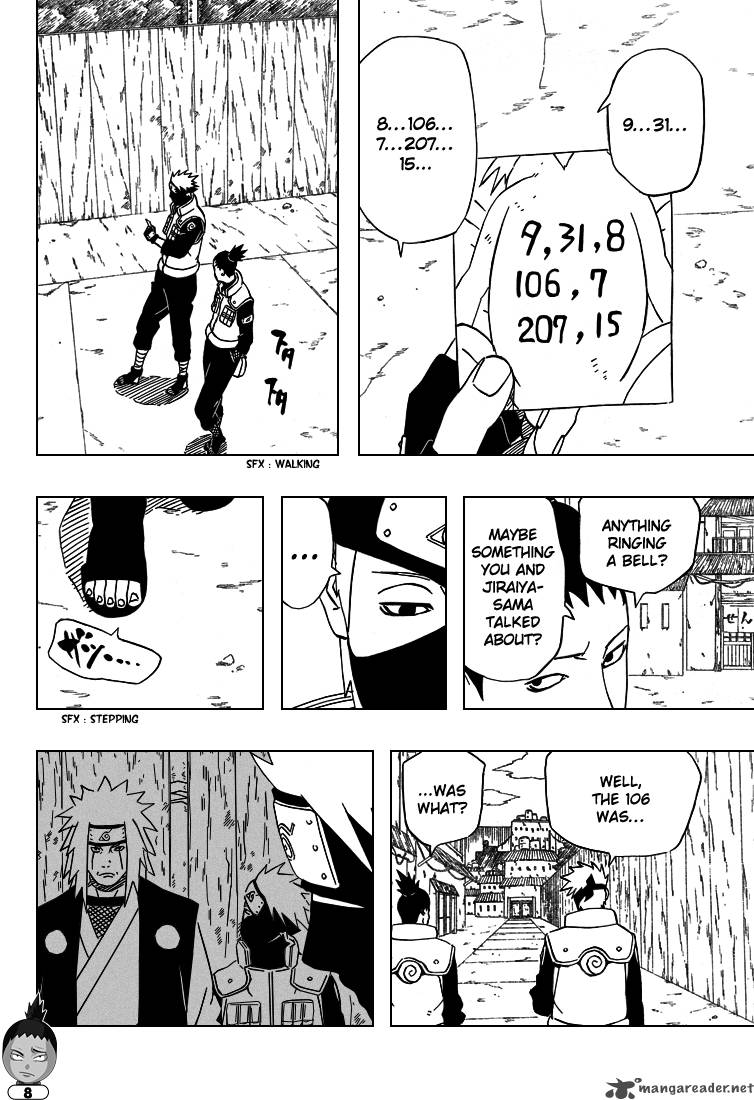 9...31...
8...106...
7...207...
15...
9,31,8
106,7
207,15
SFX : WALKING
ANYTHING
RINGING
A BELL?
MAYBE
SOMETHING
YOU AND
JIRAIYA-
SAMA
TALKED
ABOUT?
せん
...
SFX : STEPPING
WELL,
THE 106
WAS...
...WAS
WHAT?
8
mangareader.net